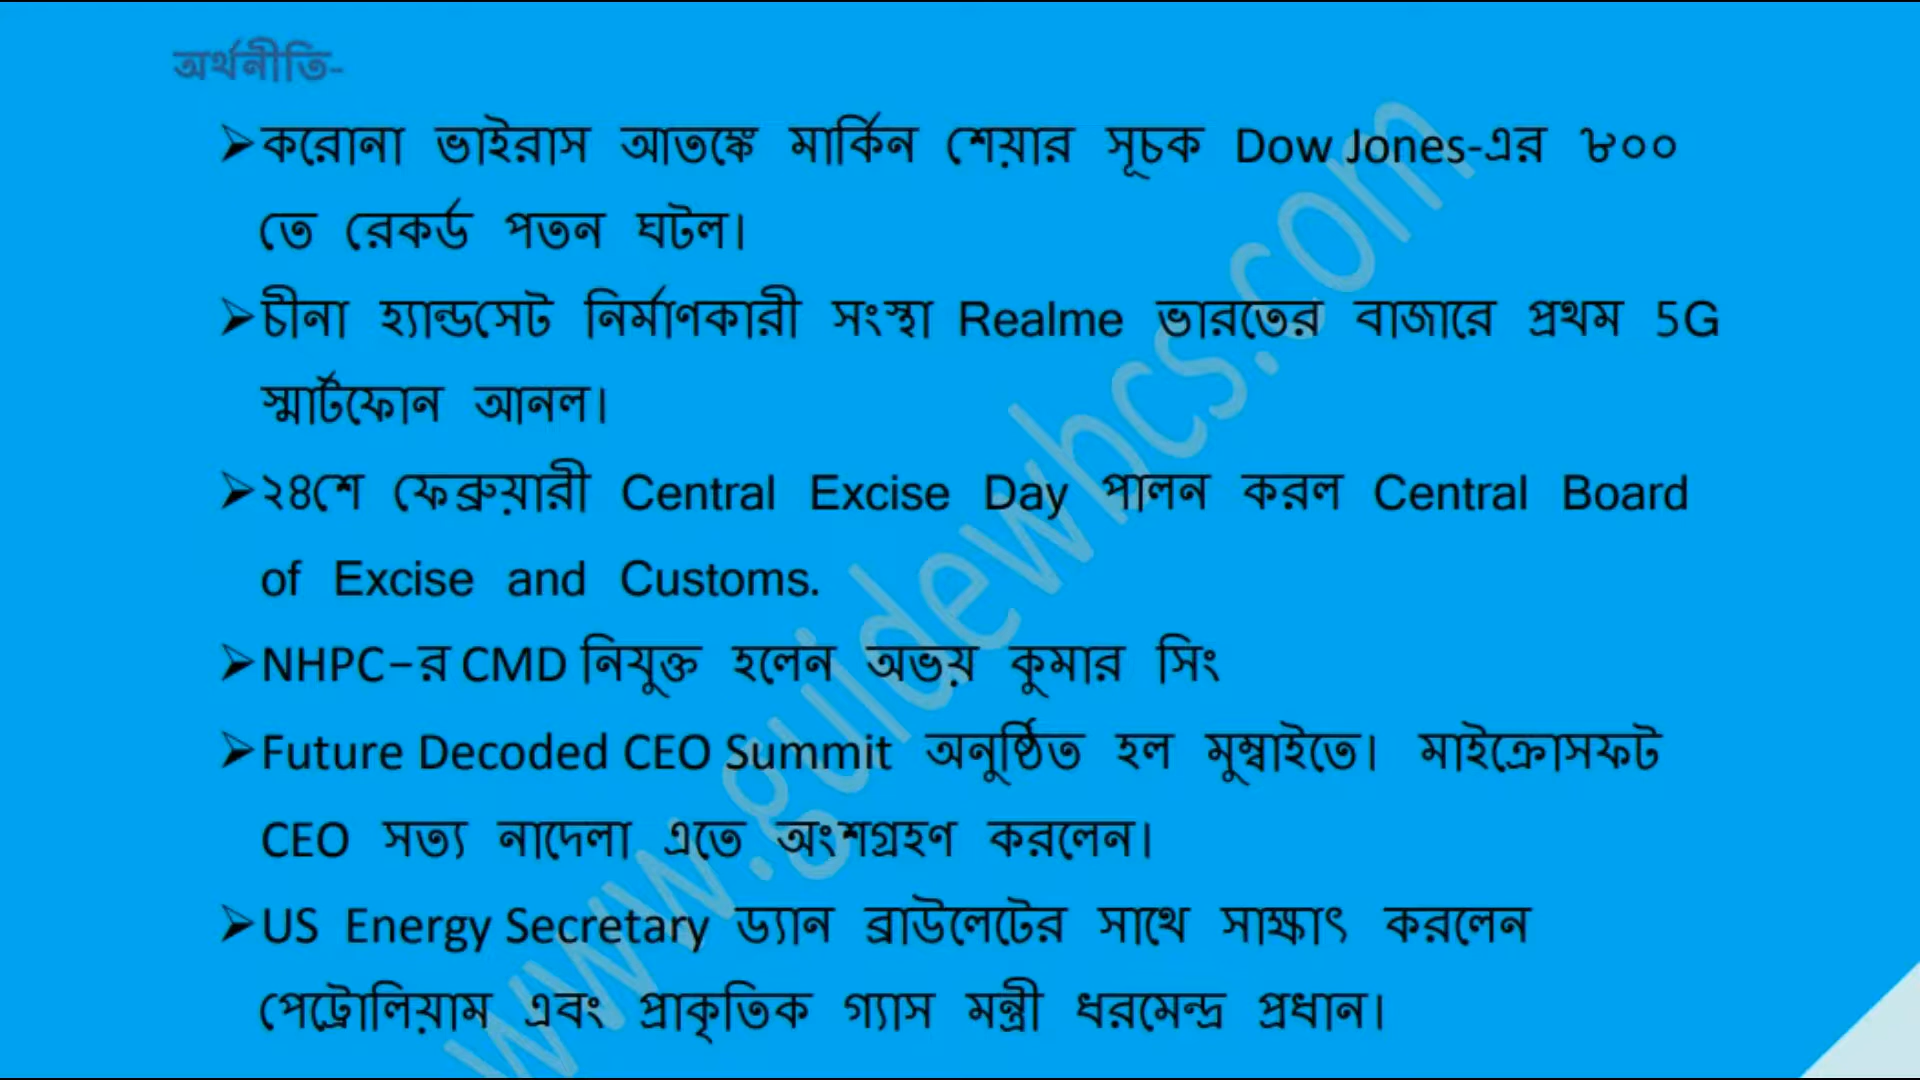 অর্থনীতি-
➢করোনা ভাইরাস আতঙ্কে মার্কিন শেয়ার সূচক Dow Jones-এর ৮০০
তে রেকর্ড পতন ঘটল।
➢চীনা হ্যান্ডসেট নির্মাণকারী সংস্থা Realme ভারতের বাজারে প্রথম 5G
স্মার্টফোন আনল।
➢২৪শে ফেব্রুয়ারী Central Excise Day পালন করল Central Board
of Excise and Customs.
➢NHPC–র CMD নিযুক্ত হলেন অভয় কুমার সিং
➢Future Decoded CEO Summit অনুষ্ঠিত হল মুম্বাইতে। মাইক্রোসফট
CEO সত্য নাদেলা এতে অংশগ্রহণ করলেন।
➢US Energy Secretary ড্যান ব্রাউলেটের সাথে সাক্ষাৎ করলেন
পেট্রোলিয়াম এবং প্রাকৃতিক গ্যাস মন্ত্রী ধরমেন্দ্র প্রধান।
www.guidewbcs.com